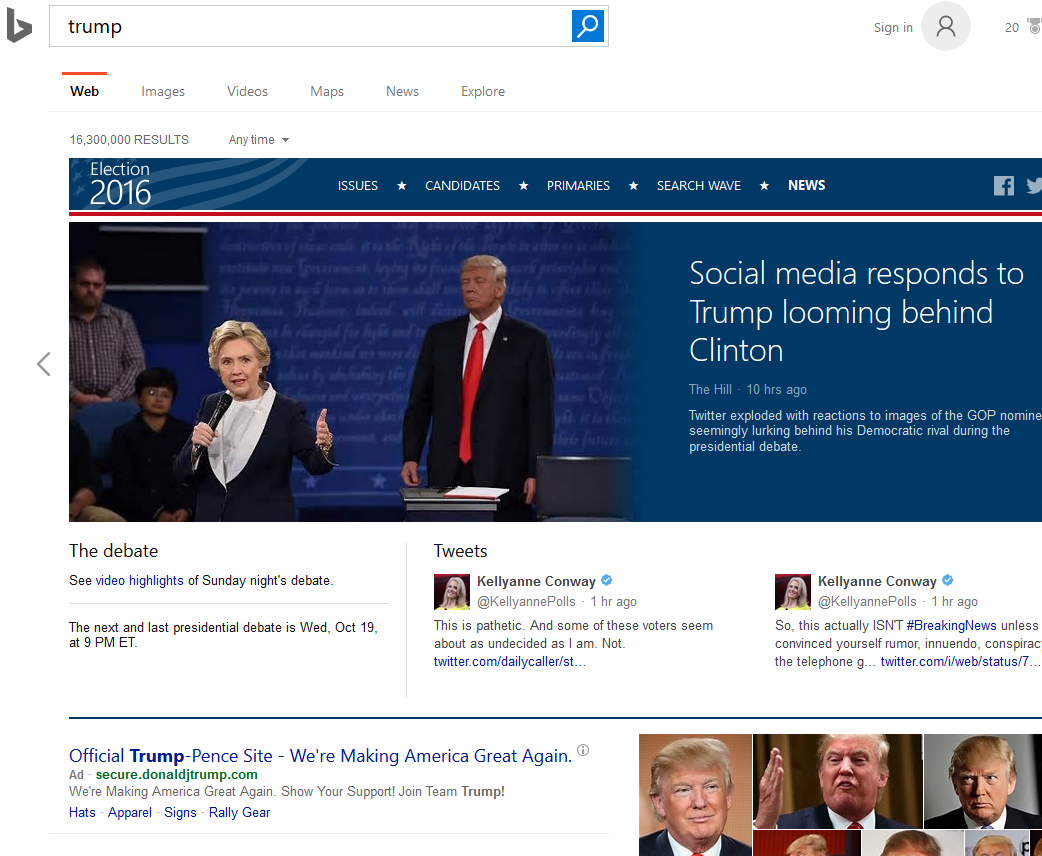 trump
Sign in
20
Web Images Videos Maps News Explore
16,300,000 RESULTS Any time
Election
2016
ISSUES ★ CANDIDATES ★ PRIMARIES ★ SEARCH WAVE ★ NEWS
Social media responds to
Trump looming behind
Clinton
The Hill · 10 hrs ago
Twitter exploded with reactions to images of the GOP nomine
seemingly lurking behind his Democratic rival during the
presidential debate.
The debate
See video highlights of Sunday night's debate.
The next and last presidential debate is Wed, Oct 19,
at 9 PM ET.
Tweets
Kellyanne Conway
@KellyannePolls · 1 hr ago
This is pathetic. And some of these voters seem
about as undecided as I am. Not.
twitter.com/dailycaller/st…
Kellyanne Conway
@KellyannePolls · 1 hr ago
So, this actually ISN'T #BreakingNews unless
convinced yourself rumor, innuendo, conspirac
the telephone g… twitter.com/i/web/status/7…
Official Trump-Pence Site - We're Making America Great Again.
Ad · secure.donaldjtrump.com
We're Making America Great Again. Show Your Support! Join Team Trump!
Hats · Apparel · Signs · Rally Gear